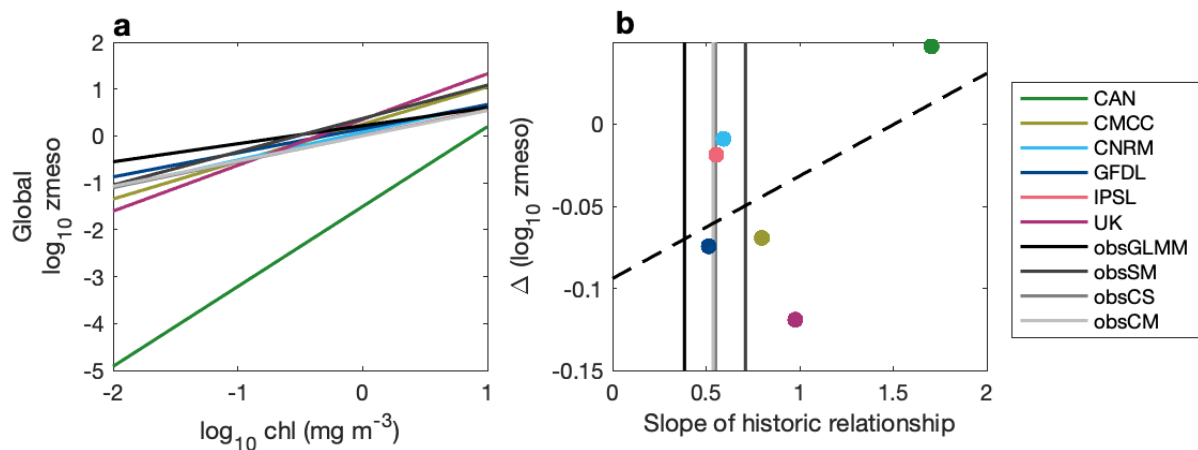 a
2
1
0
-1
-2
-3
-4
-5
Global
log10 zmeso
-2
-1
0
1
log10 chl (mg m-3)
b
0
-0.05
-0.1
-0.15
Δ (log10 zmeso)
0
0.5
1
1.5
2
Slope of historic relationship
CAN
CMCC
CNRM
GFDL
IPSL
UK
obsGLMM
obsSM
obsCS
obsCM